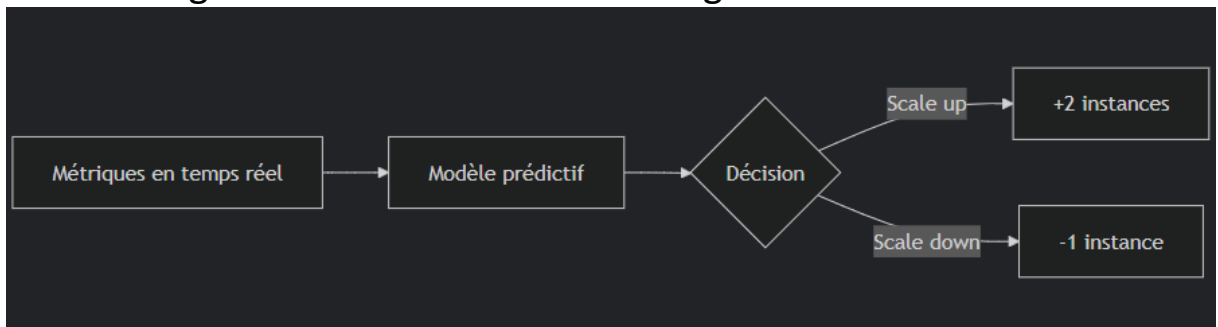 Métriques en temps réel
Modèle prédictif
Décision
Scale up
+2 instances
Scale down
-1 instance